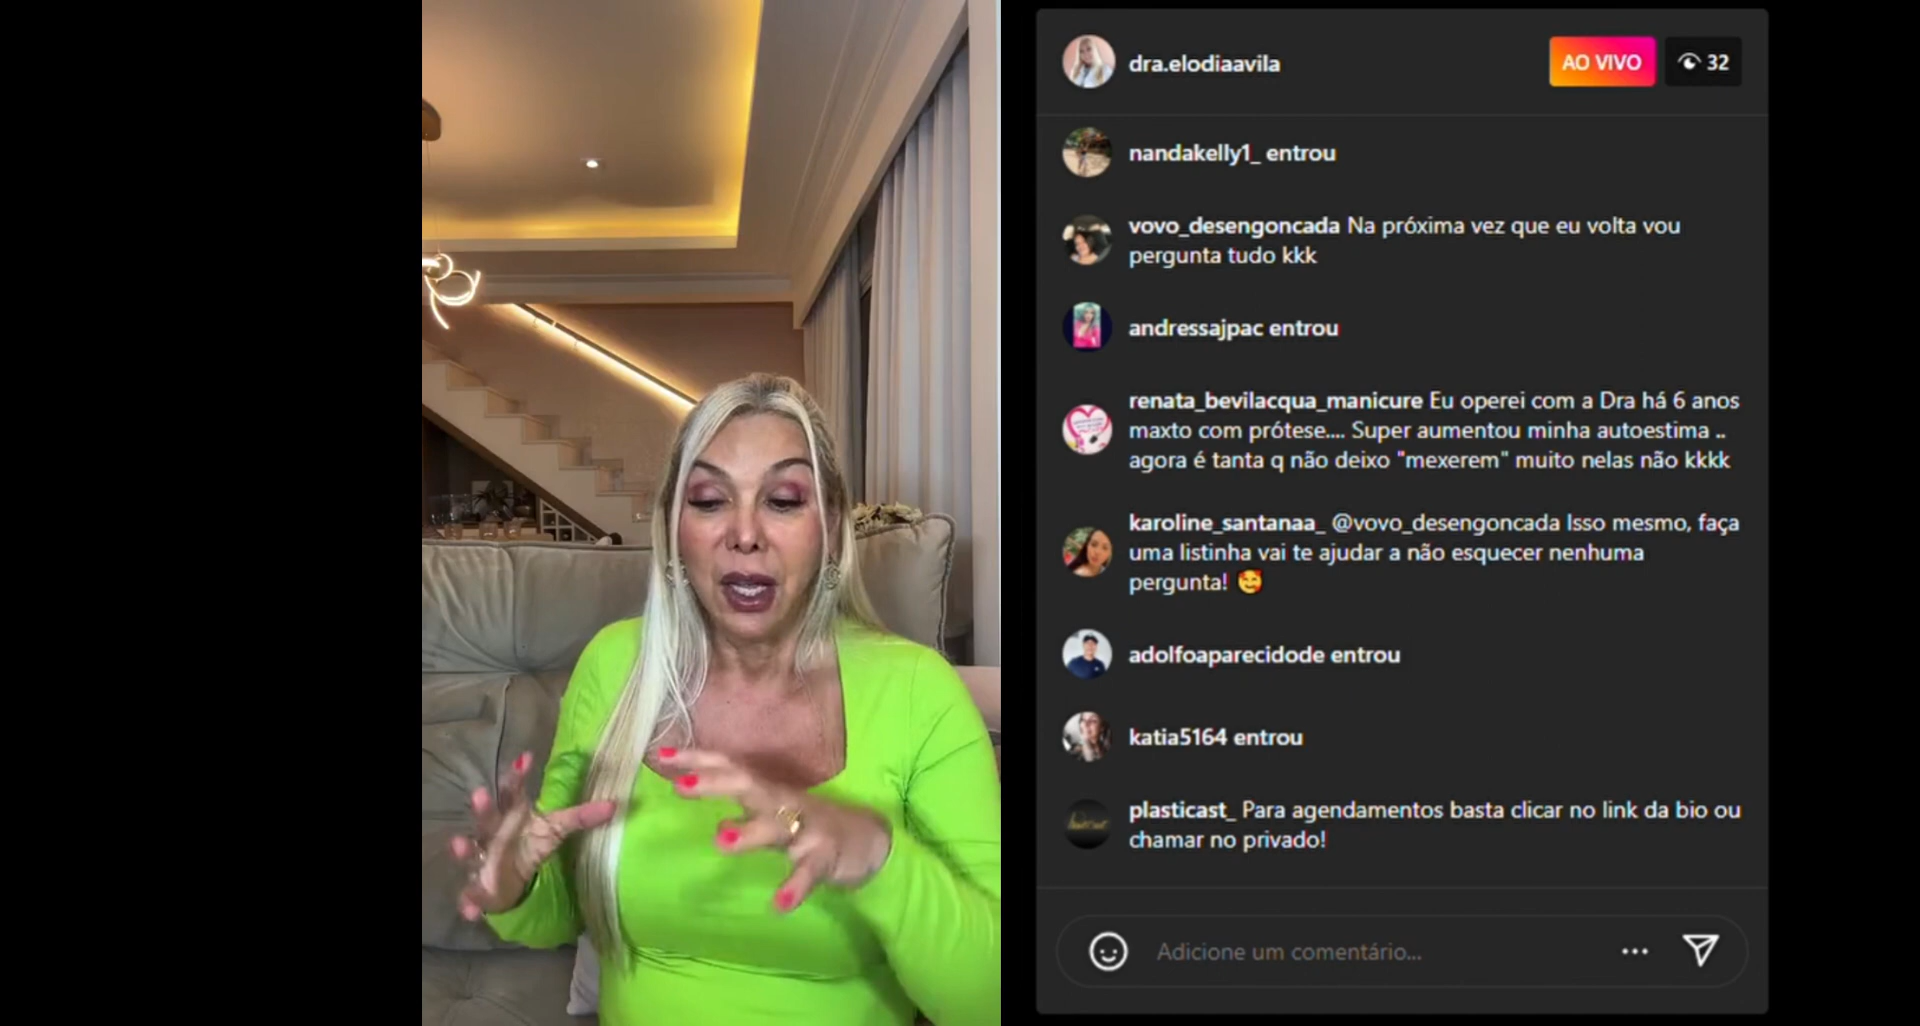 dra.elodiaavila
AO VIVO
32
nandakelly1_ entrou
vovo_desengoncada Na próxima vez que eu volta vou
pergunta tudo kkk
andressajpac entrou
renata_bevilacqua_manicure Eu operei com a Dra há 6 anos
maxto com prótese.... Super aumentou minha autoestima ..
agora é tanta q não deixo "mexerem" muito nelas não kkkk
karoline_santanaa_ @vovo_desengoncada Isso mesmo, faça
uma listinha vai te ajudar a não esquecer nenhuma
pergunta! 🥰
adolfoaparecidode entrou
katia5164 entrou
plasticast_ Para agendamentos basta clicar no link da bio ou
chamar no privado!
Adicione um comentário...